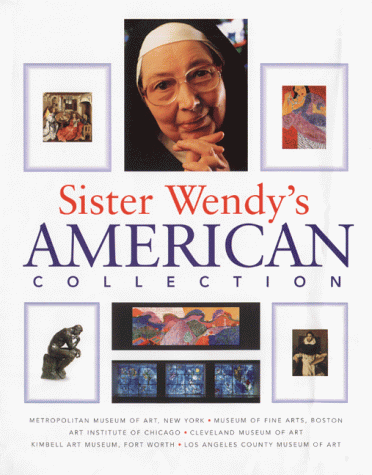 Sister Wendy's
AMERICAN
COLLECTION
METROPOLITAN MUSEUM OF ART, NEW YORK • MUSEUM OF FINE ARTS, BOSTON
ART INSTITUTE OF CHICAGO • CLEVELAND MUSEUM OF ART
KIMBELL ART MUSEUM, FORT WORTH • LOS ANGELES COUNTY MUSEUM OF ART